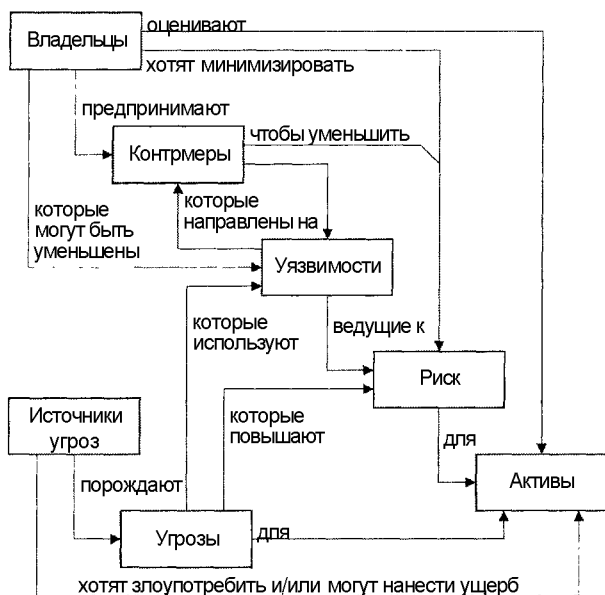 оценивают
Владельцы
хотят минимизировать
предпринимают
чтобы уменьшить
Контрмеры
которые
могут быть
уменьшены
которые
направлены на
Уязвимости
которые
используют
ведущие к
Риск
Источники
угроз
которые
повышают
для
Активы
порождают
Угрозы
для
хотят злоупотребить и/или могут нанести ущерб